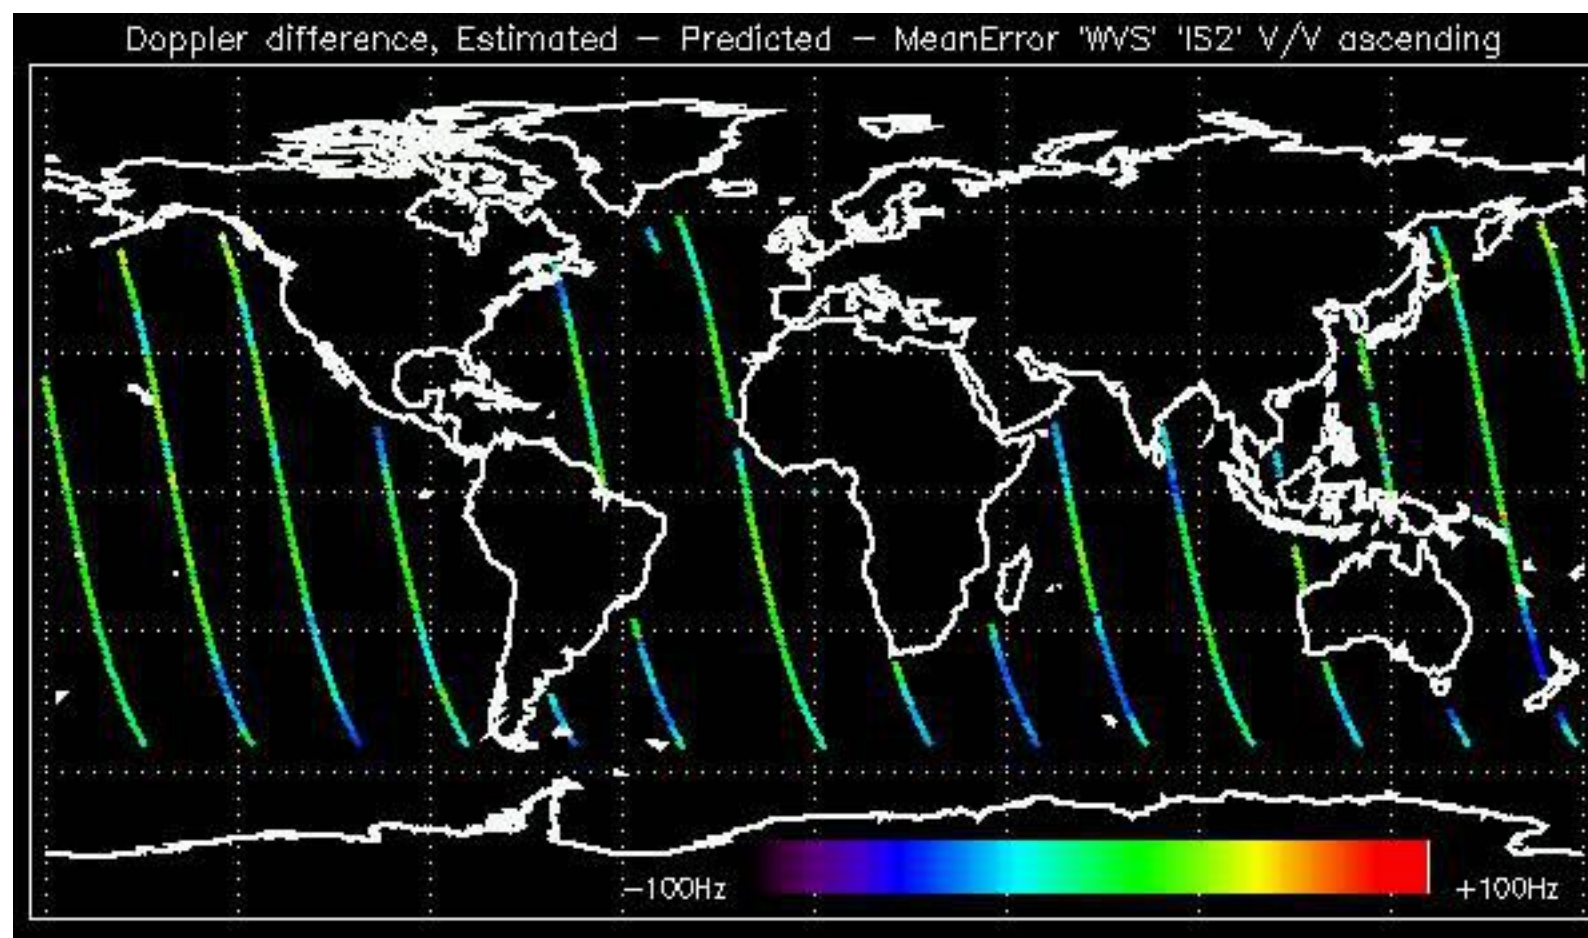 Doppler difference, Estimated - Predicted - MeanError 'WVS' 'IS2' V/V ascending
-100Hz +100Hz